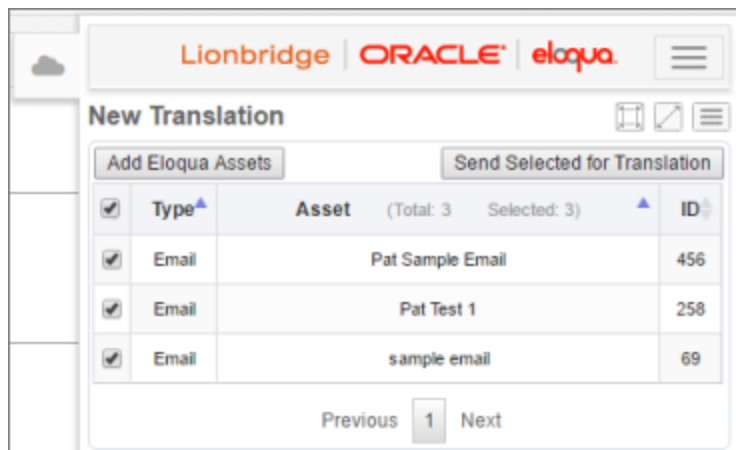 Lionbridge | ORACLE | eloqua.
New Translation
Add Eloqua Assets Send Selected for Translation
Type Asset (Total: 3 Selected: 3) ID
Email Pat Sample Email 456
Email Pat Test 1 258
Email sample email 69
Previous 1 Next